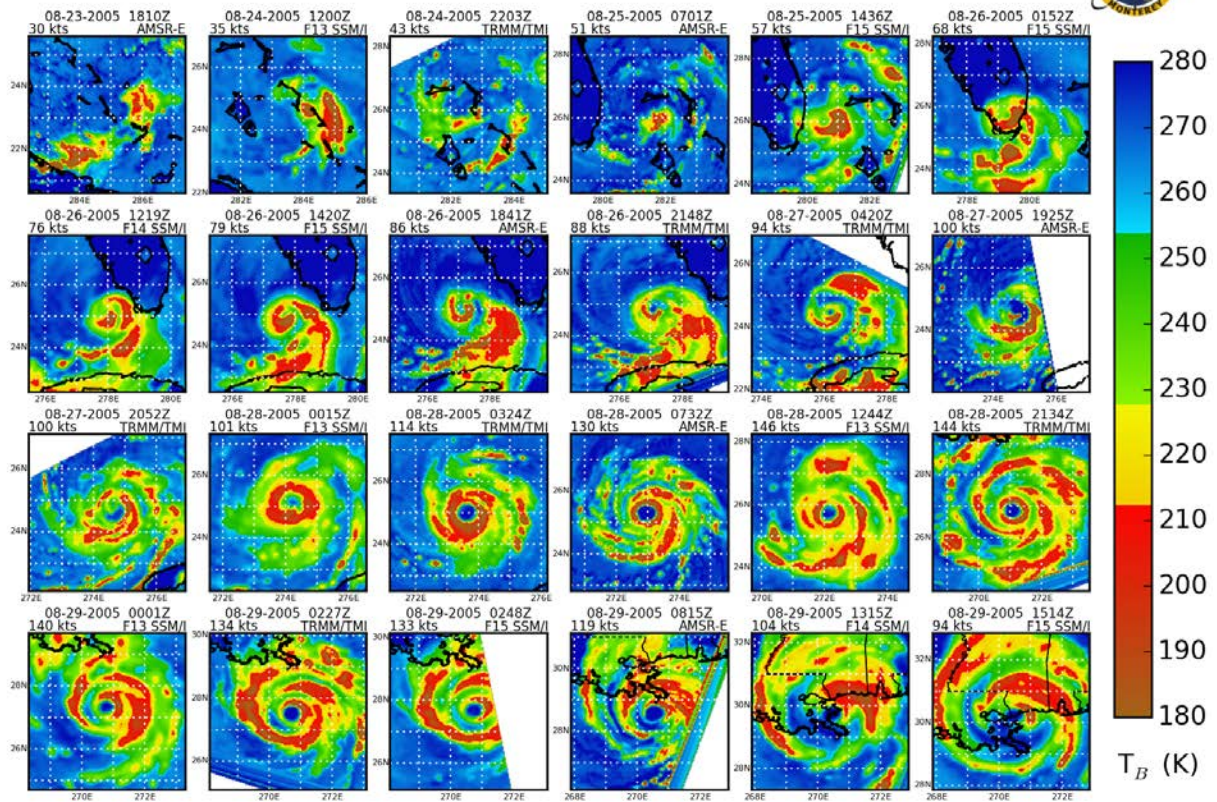 MONTEREY
08-23-2005 1810Z
30 kts AMSR-E
26N
24N
22N
284E 286E
08-24-2005 1200Z
35 kts F13 SSM/I
26N
24N
22N
282E 284E 286E
08-24-2005 2203Z
43 kts TRMM/TMI
28N
26N
24N
280E 282E 284E
08-25-2005 0701Z
51 kts AMSR-E
28N
26N
24N
280E 282E
08-25-2005 1436Z
57 kts F15 SSM/I
28N
26N
24N
280E 282E
08-26-2005 0152Z
68 kts F15 SSM/I
28N
26N
24N
278E 280E
08-26-2005 1219Z
76 kts F14 SSM/I
26N
24N
276E 278E 280E
08-26-2005 1420Z
79 kts F15 SSM/I
26N
24N
276E 278E 280E
08-26-2005 1841Z
86 kts AMSR-E
26N
24N
276E 278E
08-26-2005 2148Z
88 kts TRMM/TMI
26N
24N
276E 278E
08-27-2005 0420Z
94 kts TRMM/TMI
26N
24N
22N
276E 278E
08-27-2005 1925Z
100 kts AMSR-E
26N
24N
274E 276E
08-27-2005 2052Z
100 kts TRMM/TMI
26N
24N
272E 274E 276E
08-28-2005 0015Z
101 kts F13 SSM/I
26N
24N
272E 274E 276E
08-28-2005 0324Z
114 kts TRMM/TMI
26N
24N
272E 274E 276E
08-28-2005 0732Z
130 kts AMSR-E
26N
24N
272E 274E
08-28-2005 1244Z
146 kts F13 SSM/I
28N
26N
24N
270E 272E 274E
08-28-2005 2134Z
144 kts TRMM/TMI
28N
26N
24N
270E 272E
08-29-2005 0001Z
140 kts F13 SSM/I
30N
28N
26N
270E 272E
08-29-2005 0227Z
134 kts TRMM/TMI
30N
28N
26N
270E 272E
08-29-2005 0248Z
133 kts F15 SSM/I
30N
28N
26N
270E 272E
08-29-2005 0815Z
119 kts AMSR-E
30N
28N
268E 270E 272E
08-29-2005 1315Z
104 kts F14 SSM/I
32N
30N
28N
268E 270E 272E
08-29-2005 1514Z
94 kts F15 SSM/I
32N
30N
28N
268E 270E 272E
280
270
260
250
240
230
220
210
200
190
180
T_B (K)